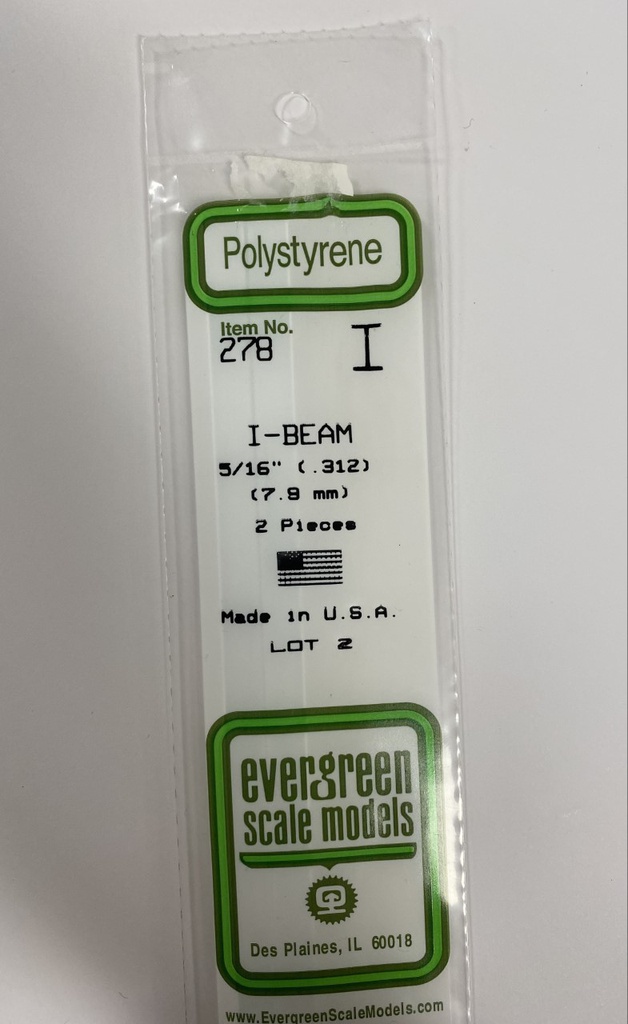 Polystyrene
Item No.
278 I
I-BEAM
5/16" (.312)
(7.9 mm)
2 Pieces
Made in U.S.A.
LOT 2
evergreen
scale models
Des Plaines, IL 60018
www.EvergreenScaleModels.com